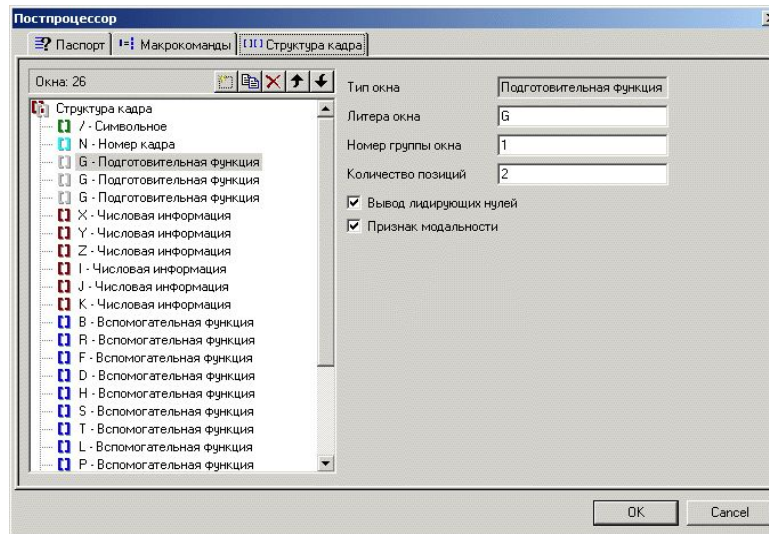 Постпроцессор
Паспорт Макрокоманды Структура кадра
Окна: 26
Структура кадра
/ - Символьное
N - Номер кадра
G - Подготовительная функция
G - Подготовительная функция
G - Подготовительная функция
X - Числовая информация
Y - Числовая информация
Z - Числовая информация
I - Числовая информация
J - Числовая информация
K - Числовая информация
B - Вспомогательная функция
R - Вспомогательная функция
F - Вспомогательная функция
D - Вспомогательная функция
H - Вспомогательная функция
S - Вспомогательная функция
T - Вспомогательная функция
L - Вспомогательная функция
P - Вспомогательная функция
Тип окна Подготовительная функция
Литера окна G
Номер группы окна 1
Количество позиций 2
Вывод лидирующих нулей
Признак модальности
OK Cancel